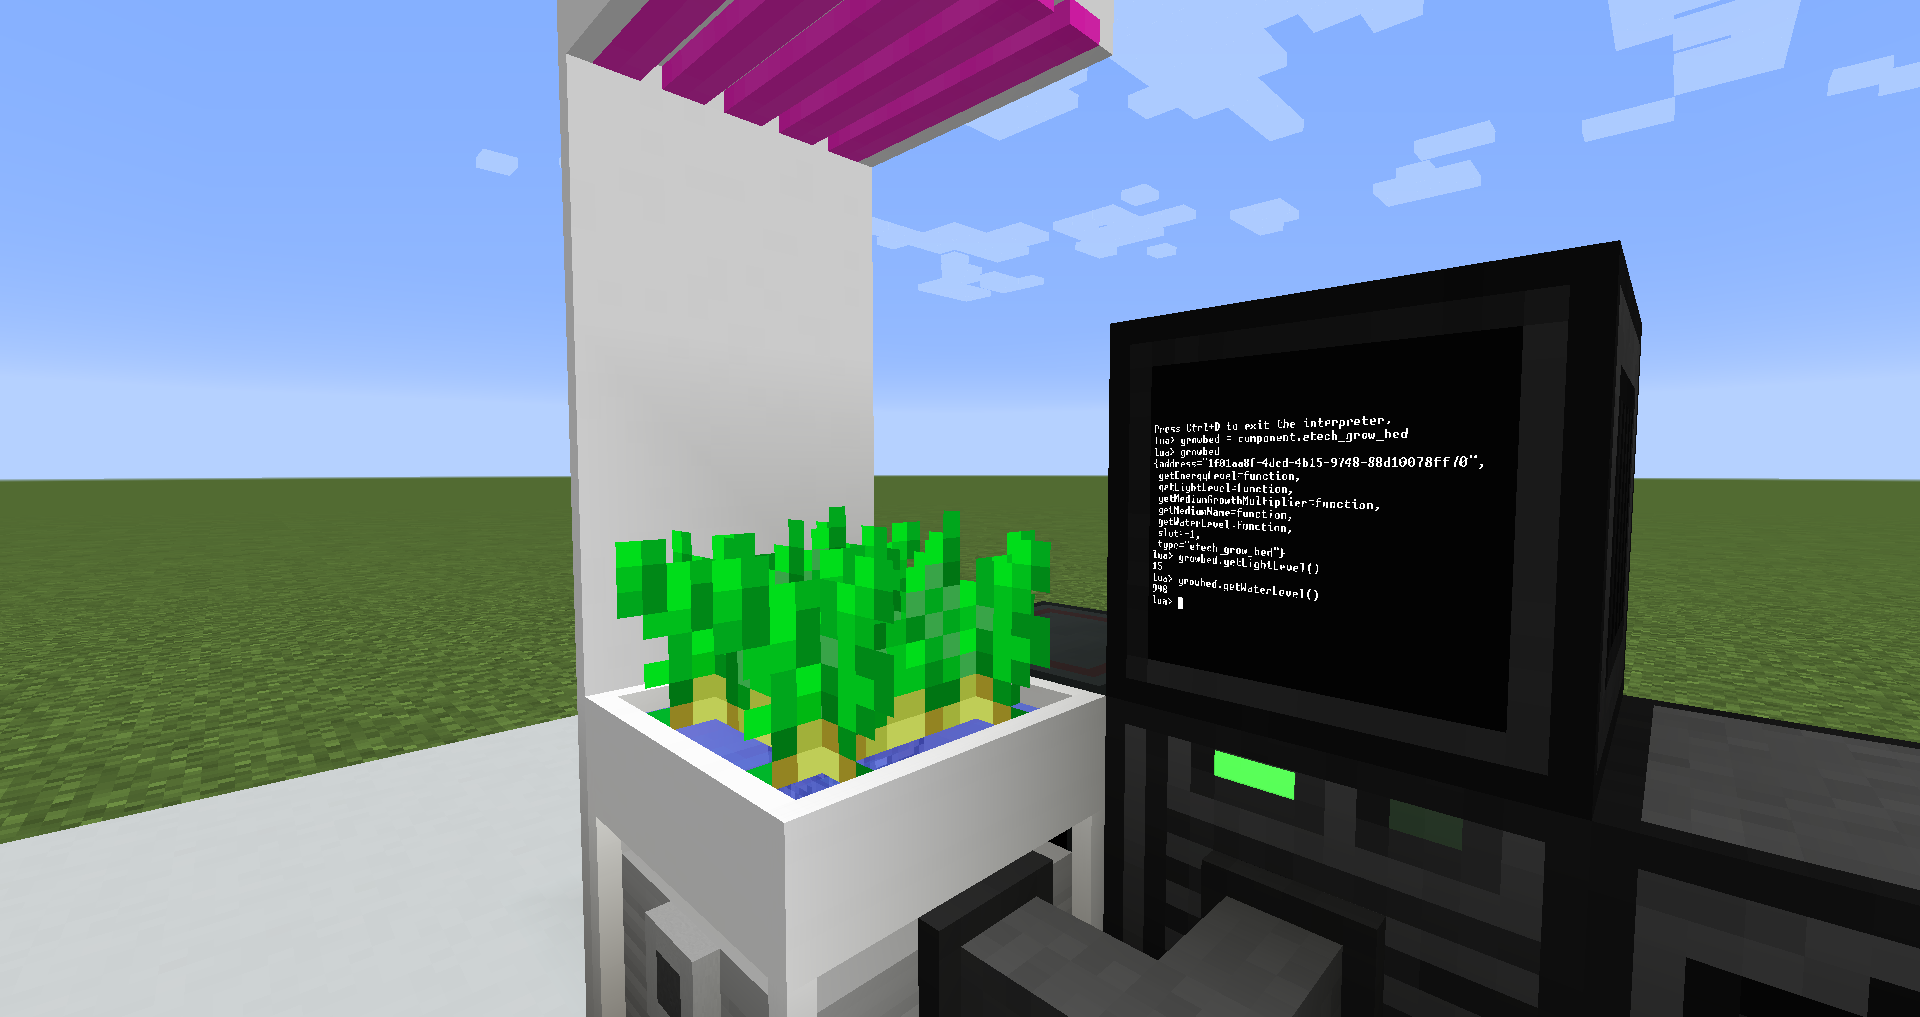 Press Ctrl+D to exit the interpreter.
lua> growbed = component.etech_grow_bed
lua> growbed
{address="1f01aa8f-4dcd-4b15-9748-88d10078ff70",
getEnergyLevel=function,
getLightLevel=function,
getMediumGrowthMultiplier=function,
getMediumName=function,
getWaterLevel=function,
slot=-1,
type="etech_grow_bed"}
lua> growbed.getLightLevel()
15
lua> growbed.getWaterLevel()
990
lua>